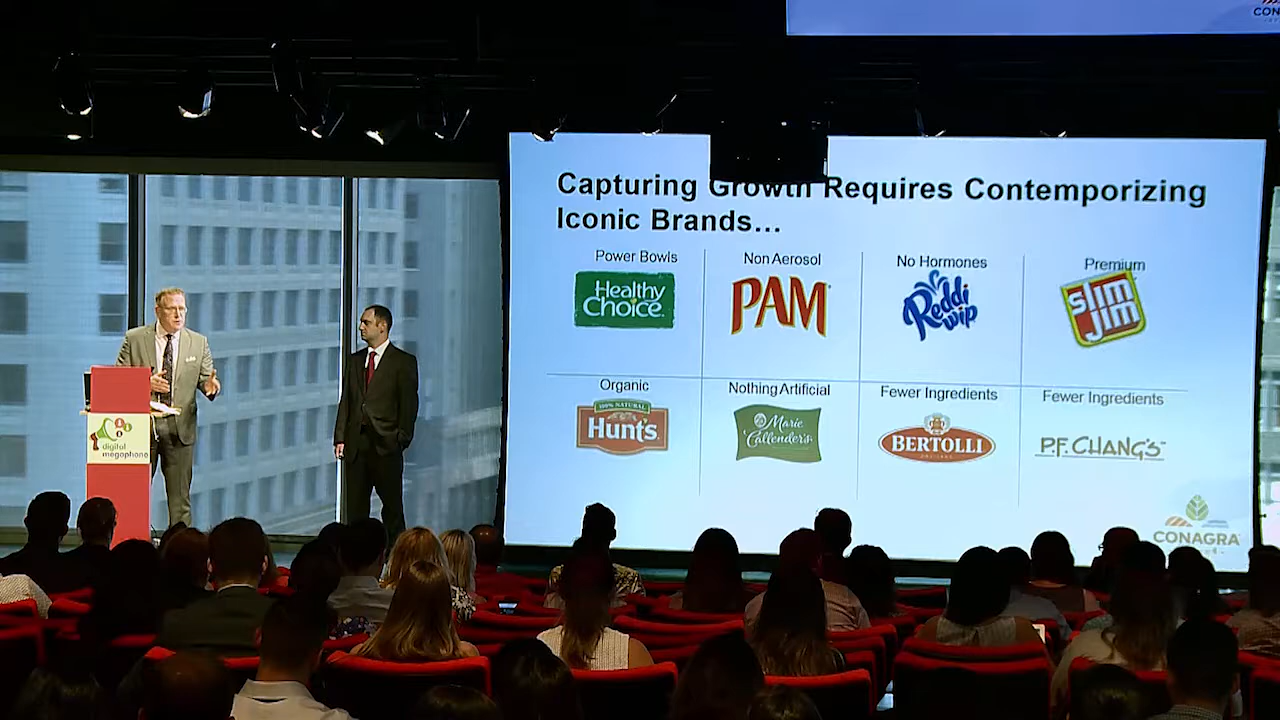 CON
Capturing Growth Requires Contemporizing
Iconic Brands...
Power Bowls
Non Aerosol
No Hormones
Premium
Healthy
Choice
PAM
Reddi
wip
Slim
Jim
Organic
Nothing Artificial
Fewer Ingredients
Fewer Ingredients
100% NATURAL
Hunt's
Marie
Callender's
BERTOLLI
P.F. CHANG'S
CONAGRA
digital
megaphone